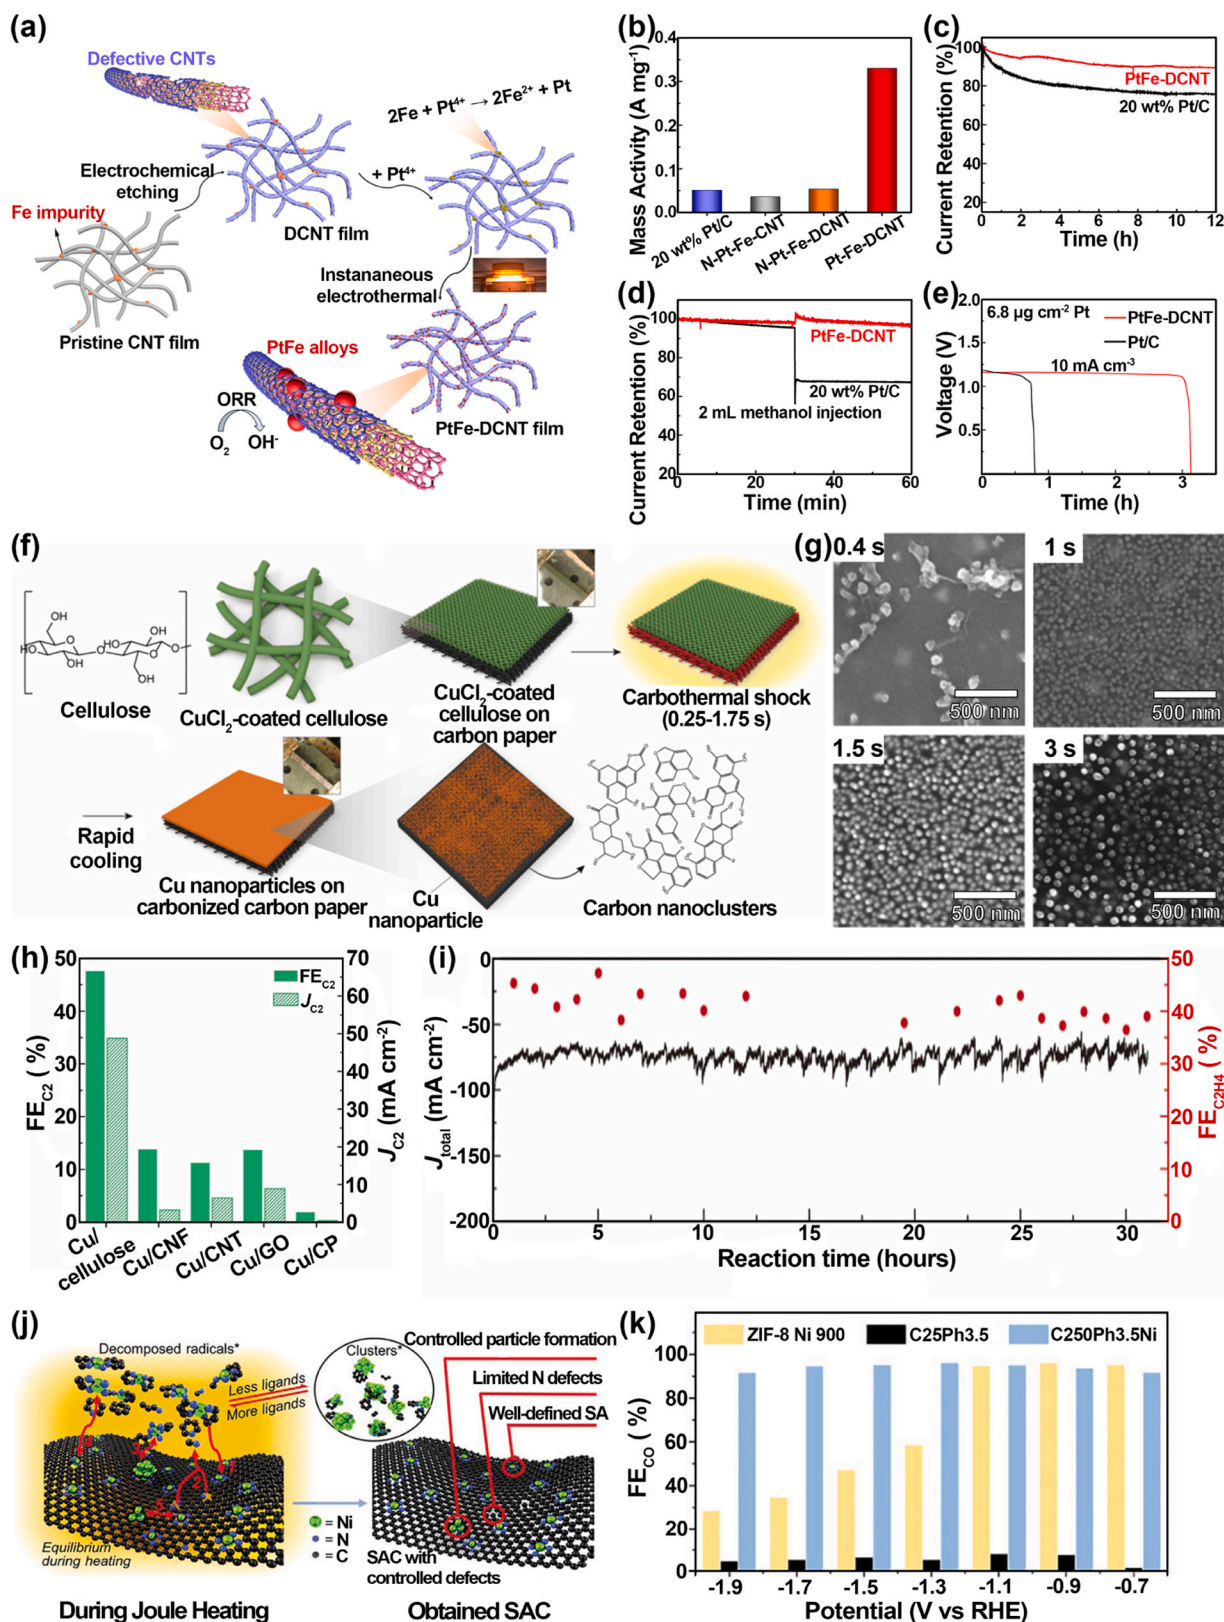 (a)
Defective CNTs
2Fe + Pt⁴⁺ → 2Fe²⁺ + Pt
Electrochemical
etching
+ Pt⁴⁺
Fe impurity
DCNT film
Instananeous
electrothermal
Pristine CNT film
PtFe alloys
ORR
O₂ OH⁻
PtFe-DCNT film
(b)
Mass Activity (A mg⁻¹)
0.4
0.3
0.2
0.1
0.0
20 wt% Pt/C
N-Pt-Fe-CNT
N-Pt-Fe-DCNT
Pt-Fe-DCNT
(c)
Current Retention (%)
100
80
60
40
20
PtFe-DCNT
20 wt% Pt/C
0 2 4 6 8 10 12
Time (h)
(d)
Current Retention (%)
100
80
60
40
20
PtFe-DCNT
20 wt% Pt/C
2 mL methanol injection
0 20 40 60
Time (min)
(e)
Voltage (V)
2.0
1.5
1.0
0.5
6.8 µg cm⁻² Pt
PtFe-DCNT
Pt/C
10 mA cm⁻³
0 1 2 3
Time (h)
(f)
OH
HO
OH
OH
Cellulose
CuCl₂-coated cellulose
CuCl₂-coated
cellulose on
carbon paper
Carbothermal shock
(0.25-1.75 s)
Rapid
cooling
Cu nanoparticles on
carbonized carbon paper
Cu
nanoparticle
Carbon nanoclusters
(g)
0.4 s
500 nm
1 s
500 nm
1.5 s
500 nm
3 s
500 nm
(h)
FE_C2 (%)
50
40
30
20
10
0
FE_C2
J_C2
70
60
50
40
30
20
10
0
J_C2 (mA cm⁻²)
Cu/
cellulose
Cu/CNF
Cu/CNT
Cu/GO
Cu/CP
(i)
J_total (mA cm⁻²)
0
-50
-100
-150
-200
50
40
30
20
10
0
FE_C2H4 (%)
0 5 10 15 20 25 30
Reaction time (hours)
(j)
Decomposed radicals*
Less ligands
More ligands
Clusters*
Controlled particle formation
Limited N defects
Well-defined SA
1
2
5
Equilibrium
during heating
= Ni
= N
= C
SAC with
controlled defects
During Joule Heating
Obtained SAC
(k)
ZIF-8 Ni 900
C25Ph3.5
C250Ph3.5Ni
FE_CO (%)
100
80
60
40
20
0
-1.9 -1.7 -1.5 -1.3 -1.1 -0.9 -0.7
Potential (V vs RHE)